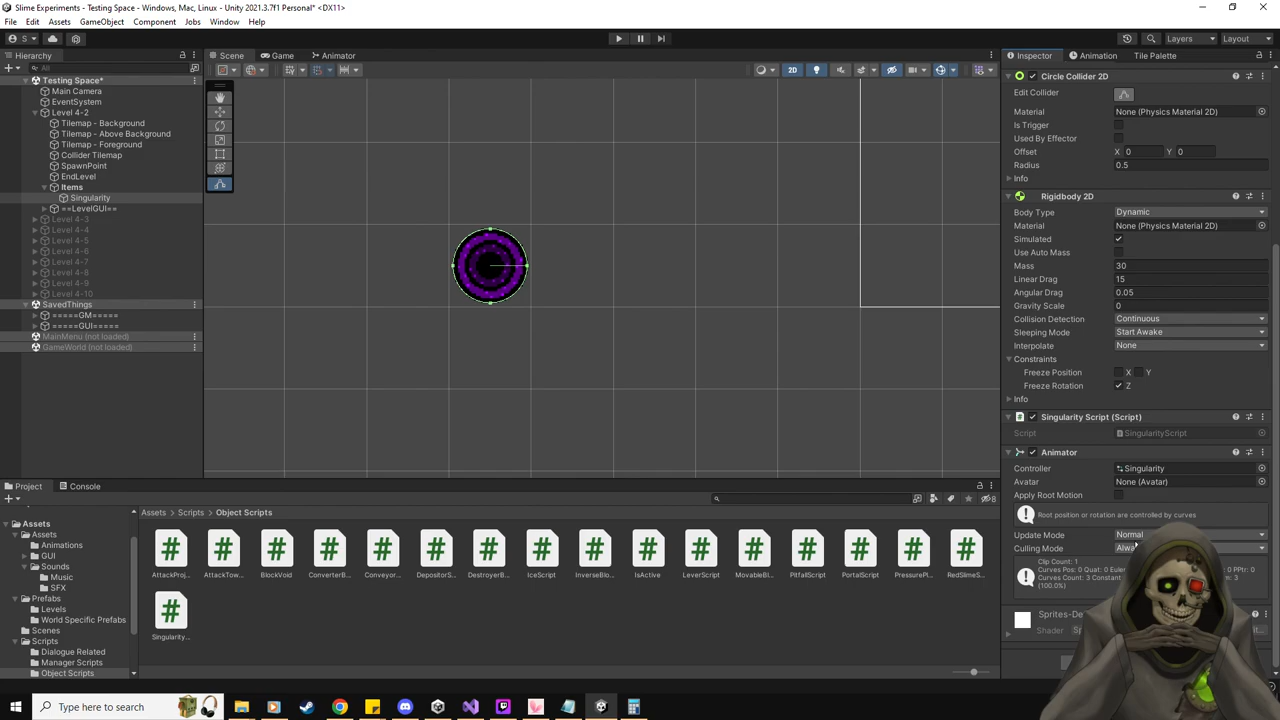 Slime Experiments - Testing Space - Windows, Mac, Linux - Unity 2021.3.7f1 Personal* <DX11>
File Edit Assets GameObject Component Jobs Window Help
S
Layers Layout
Hierarchy
All
Testing Space*
Main Camera
EventSystem
Level 4-2
Tilemap - Background
Tilemap - Above Background
Tilemap - Foreground
Collider Tilemap
SpawnPoint
EndLevel
Items
Singularity
==LevelGUI==
Level 4-3
Level 4-4
Level 4-5
Level 4-6
Level 4-7
Level 4-8
Level 4-9
Level 4-10
SavedThings
=====GM=====
=====GUI=====
MainMenu (not loaded)
GameWorld (not loaded)
Scene Game Animator
2D
Inspector Animation Tile Palette
Circle Collider 2D
Edit Collider
Material None (Physics Material 2D)
Is Trigger
Used By Effector
Offset X 0 Y 0
Radius 0.5
Info
Rigidbody 2D
Body Type Dynamic
Material None (Physics Material 2D)
Simulated
Use Auto Mass
Mass 30
Linear Drag 15
Angular Drag 0.05
Gravity Scale 0
Collision Detection Continuous
Sleeping Mode Start Awake
Interpolate None
Constraints
Freeze Position X Y
Freeze Rotation Z
Info
Singularity Script (Script)
Script SingularityScript
Animator
Controller Singularity
Avatar None (Avatar)
Apply Root Motion
Root position or rotation are controlled by curves
Update Mode Normal
Culling Mode Alwa
Clip Count: 1
Curves Pos: 0 Quat: 0 Euler 0 PPtr: 0
Curves Count: 3 Constant m: 3
(100.0%)
Sprites-De
Shader
Project Console
8
Assets
Assets
Animations
GUI
Sounds
Music
SFX
Prefabs
Levels
World Specific Prefabs
Scenes
Scripts
Dialogue Related
Manager Scripts
Object Scripts
Assets > Scripts > Object Scripts
AttackProj... AttackTow... BlockVoid ConverterB... Conveyor... DepositorS... DestroyerB... IceScript InverseBlo... IsActive LeverScript MovableBl... PitfallScript PortalScript PressurePl... RedSlimeS...
Singularity...
Type here to search